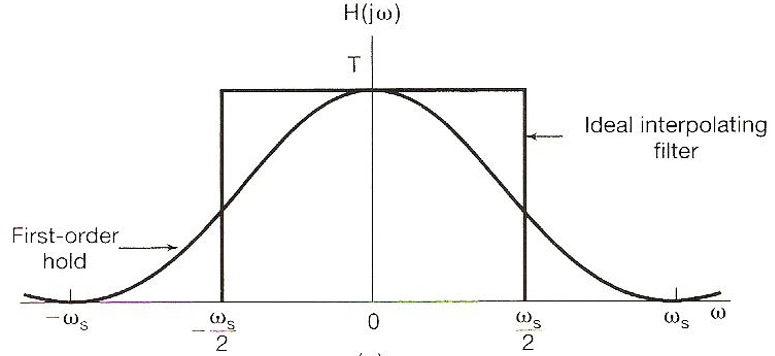 H(jω)
T
Ideal interpolating
filter
First-order
hold
−ωs
−ωs/2
0
ωs/2
ωs
ω